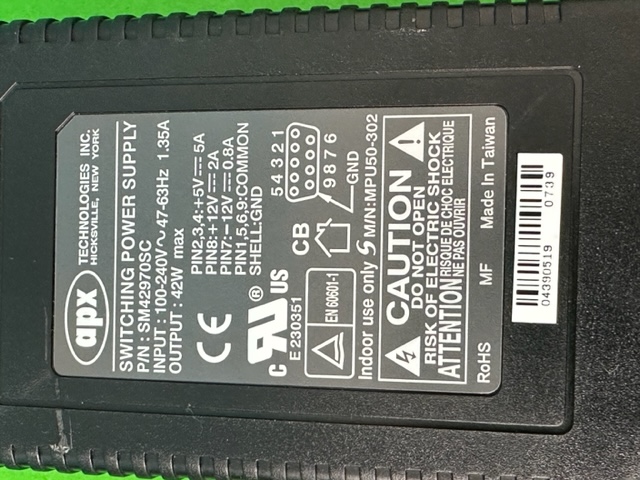 apx
TECHNOLOGIES INC.
HICKSVILLE, NEW YORK
SWITCHING POWER SUPPLY
P/N : SM42970SC
INPUT : 100-240V ~ 47-63Hz 1.35A
OUTPUT : 42W max
PIN2,3,4:+5V ⎓ 5A
PIN8:+12V ⎓ 2A
PIN7:-12V ⎓ 0.8A
PIN1,5,6,9:COMMON
SHELL:GND
5 4 3 2 1
9 8 7 6
GND
CE
c RU ® US
E230351
CB
EN 60601-1
Indoor use only
M/N:MPU50-302
CAUTION
DO NOT OPEN
RISK OF ELECTRIC SHOCK
ATTENTION RISQUE DE CHOC ELECTRIQUE
NE PAS OUVRIR
RoHS MF Made In Taiwan
04390519 0739